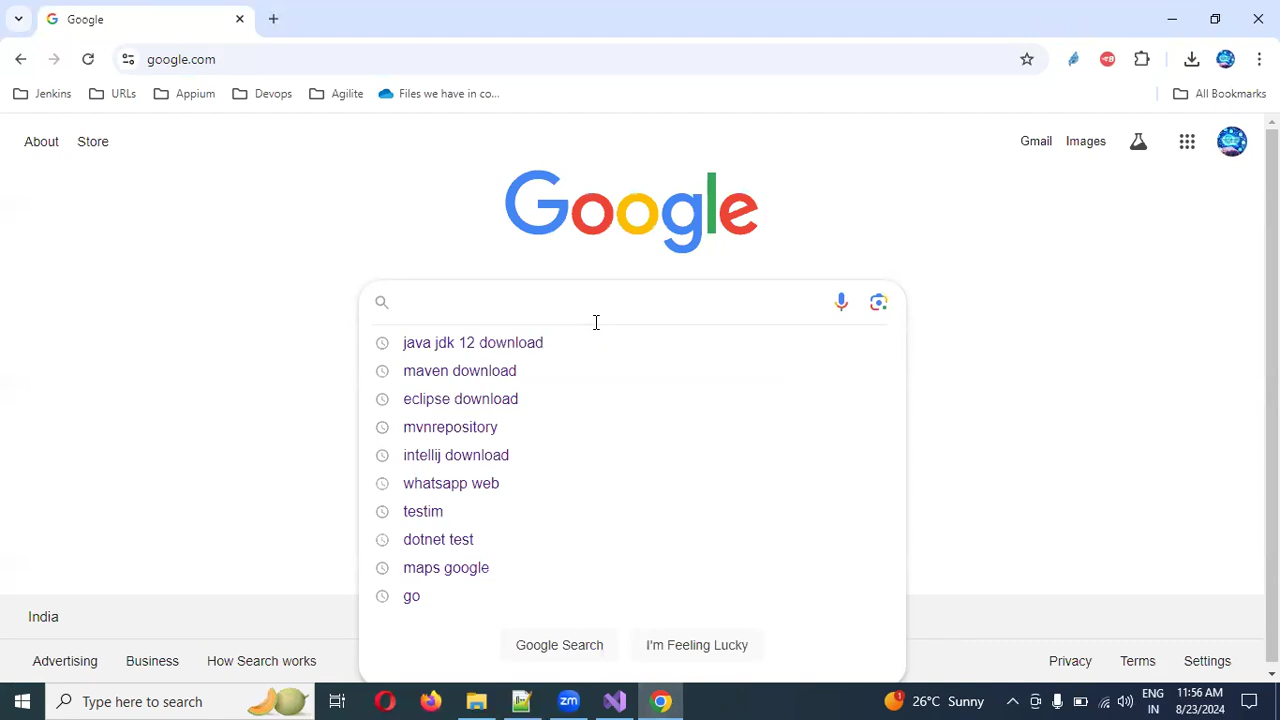 Google
google.com
Jenkins URLs Appium Devops Agilite Files we have in co... All Bookmarks
About Store Gmail Images
Google
java jdk 12 download
maven download
eclipse download
mvnrepository
intellij download
whatsapp web
testim
dotnet test
maps google
go
Google Search I'm Feeling Lucky
India
Advertising Business How Search works Privacy Terms Settings
Type here to search zm 1 26°C Sunny ENG 11:56 AM
IN 8/23/2024